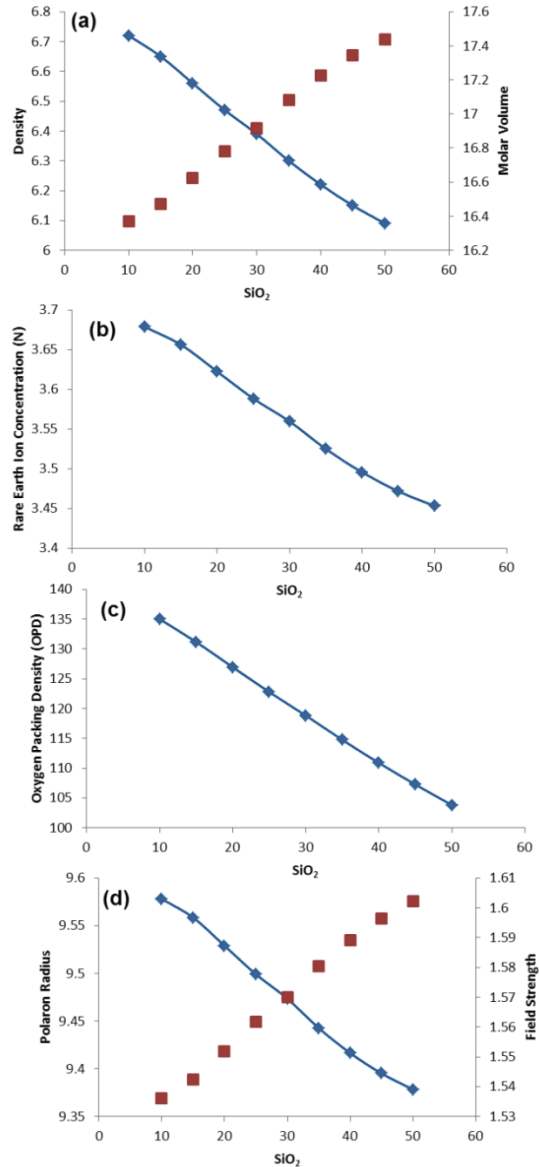 (a)
6.8
6.7
6.6
6.5
6.4
6.3
6.2
6.1
6
Density
17.6
17.4
17.2
17
16.8
16.6
16.4
16.2
Molar Volume
0 10 20 30 40 50 60
SiO₂
(b)
3.7
3.65
3.6
3.55
3.5
3.45
3.4
Rare Earth Ion Concentration (N)
0 10 20 30 40 50 60
SiO₂
(c)
140
135
130
125
120
115
110
105
100
Oxygen Packing Density (OPD)
0 10 20 30 40 50 60
SiO₂
(d)
9.6
9.55
9.5
9.45
9.4
9.35
Polaron Radius
1.61
1.6
1.59
1.58
1.57
1.56
1.55
1.54
1.53
Field Strength
0 10 20 30 40 50 60
SiO₂